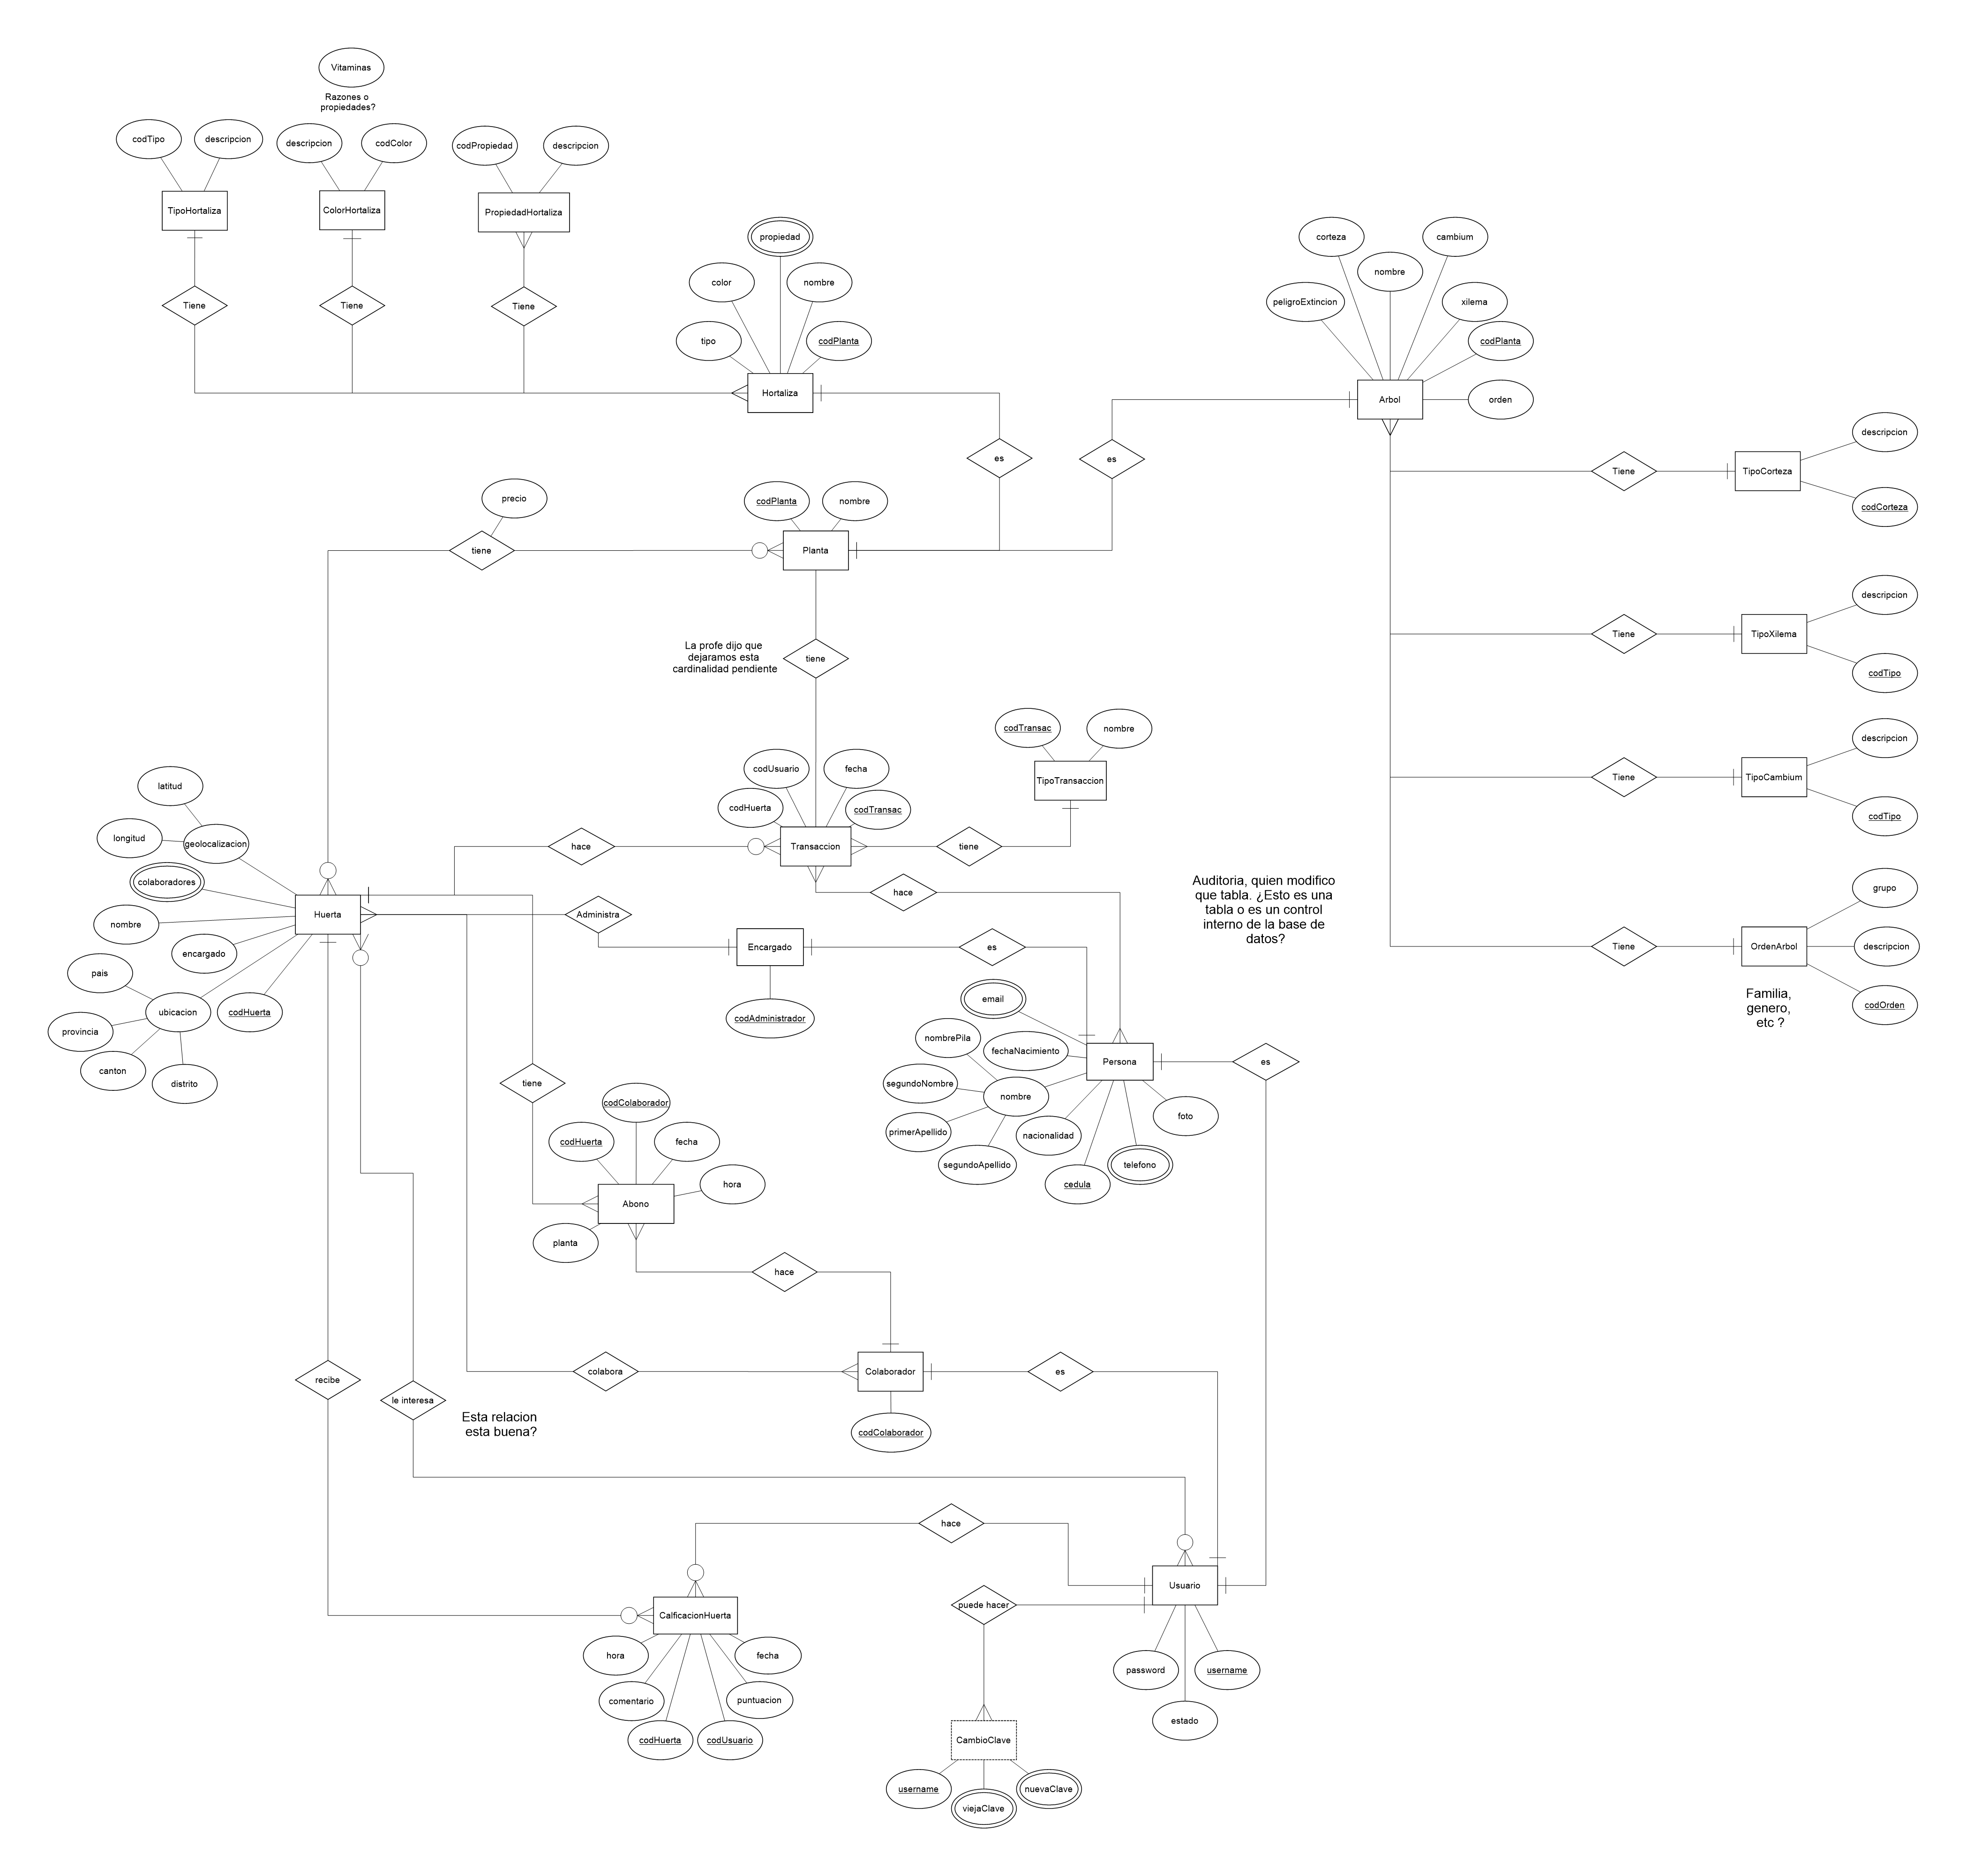 Vitaminas
Razones o
propiedades?
codTipo
descripcion
descripcion
codColor
codPropiedad
descripcion
TipoHortaliza
ColorHortaliza
PropiedadHortaliza
propiedad
corteza
cambium
color
nombre
nombre
Tiene
Tiene
Tiene
peligroExtincion
xilema
tipo
codPlanta
codPlanta
Hortaliza
Arbol
orden
descripcion
es
es
Tiene
TipoCorteza
precio
codPlanta
nombre
codCorteza
tiene
Planta
descripcion
La profe dijo que
dejaramos esta
cardinalidad pendiente
tiene
Tiene
TipoXilema
codTipo
codTransac
nombre
descripcion
latitud
codUsuario
fecha
TipoTransaccion
Tiene
TipoCambium
codHuerta
codTransac
codTipo
longitud
geolocalizacion
hace
Transaccion
tiene
colaboradores
hace
Auditoria, quien modifico
que tabla. ¿Esto es una
tabla o es un control
interno de la base de
datos?
grupo
nombre
Huerta
Administra
encargado
Encargado
es
Tiene
OrdenArbol
descripcion
pais
email
Familia,
genero,
etc ?
codOrden
ubicacion
codHuerta
codAdministrador
provincia
nombrePila
fechaNacimiento
Persona
es
canton
distrito
tiene
segundoNombre
nombre
codColaborador
foto
primerApellido
nacionalidad
codHuerta
fecha
segundoApellido
telefono
cedula
hora
Abono
planta
hace
recibe
colabora
Colaborador
es
le interesa
Esta relacion
esta buena?
codColaborador
hace
Usuario
puede hacer
CalficacionHuerta
hora
fecha
password
username
comentario
puntuacion
estado
codHuerta
codUsuario
CambioClave
username
nuevaClave
viejaClave